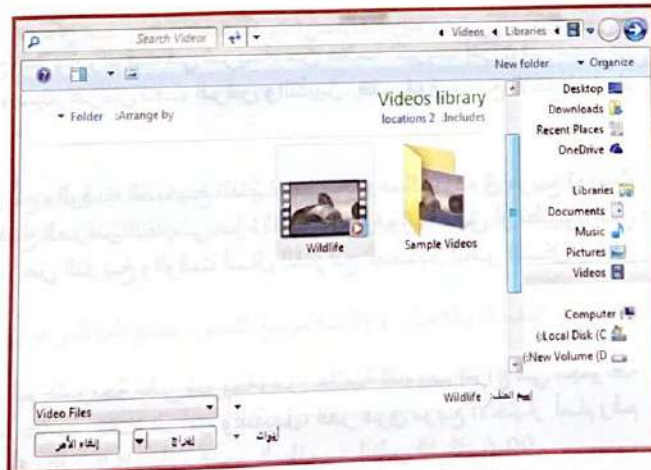 Search Videos
Videos
Libraries
New folder
Organize
Videos library
locations 2 :Includes
Folder :Arrange by
Desktop
Downloads
Recent Places
OneDrive
Libraries
Documents
Music
Pictures
Videos
Computer
(:Local Disk (C
(:New Volume (D
Wildlife
Sample Videos
إسم الملف: Wildlife
Video Files
أدوات
إدراج
إلغاء الأمر